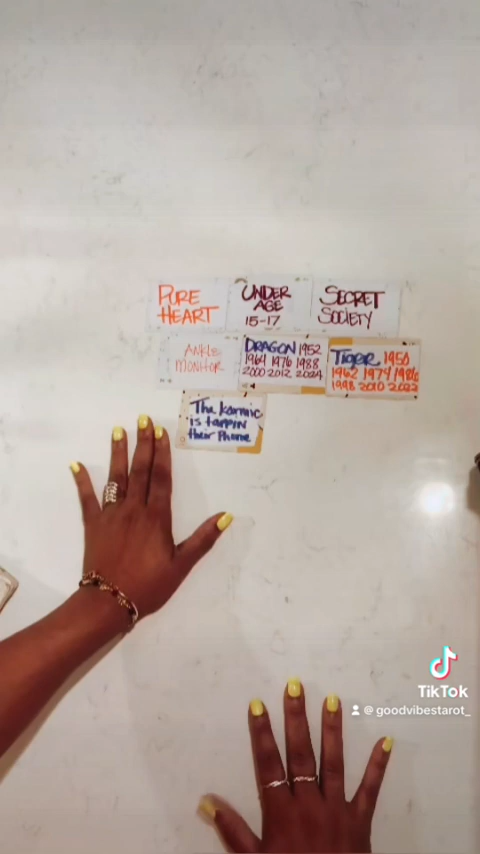 PURE
HEART
UNDER
AGE
15-17
SECRET
SOCIETY
ANKLE
MONITOR
DRAGON 1952
1964 1976 1988
2000 2012 2024
TIGER 1950
1962 1974 1986
1998 2010 2022
The karmic
is tappin
their Phone
TikTok
@goodvibestarot_